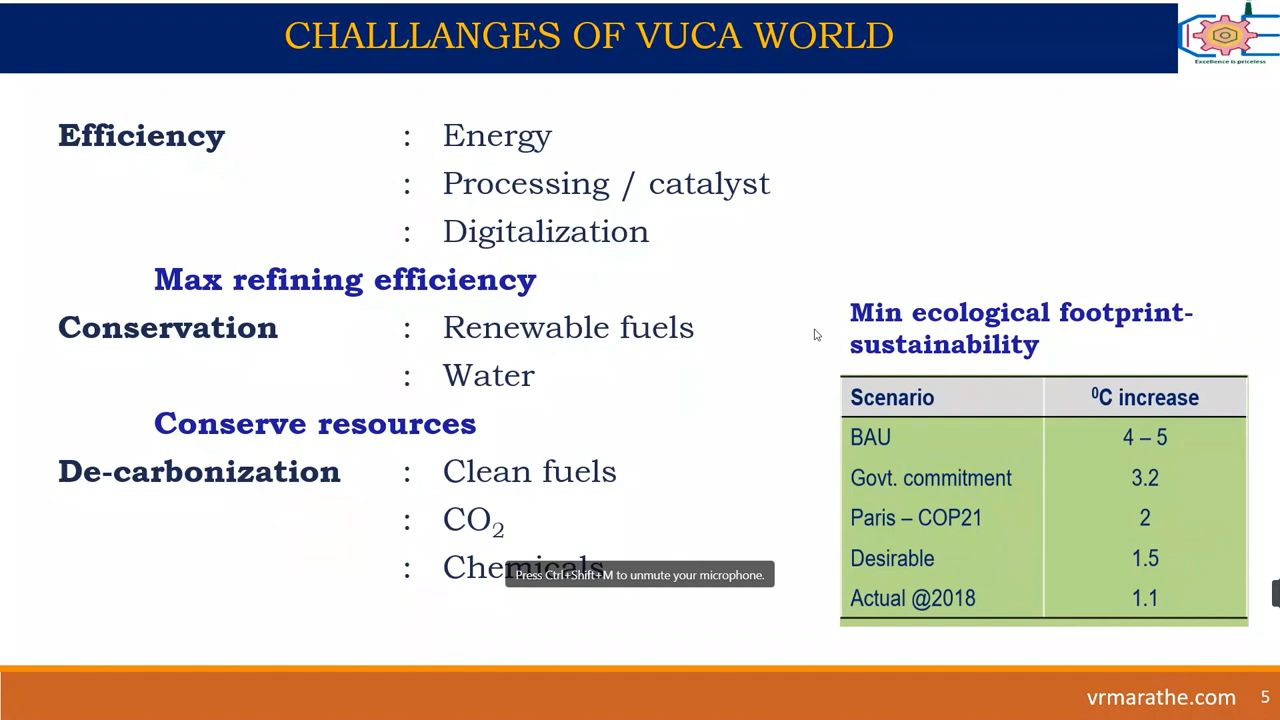 CHALLLANGES OF VUCA WORLD
Excellence is priceless
Efficiency : Energy
: Processing / catalyst
: Digitalization
Max refining efficiency
Conservation : Renewable fuels
: Water
Conserve resources
De-carbonization : Clean fuels
: CO₂
: Chemicals
Press Ctrl+Shift+M to unmute your microphone.
Min ecological footprint-
sustainability
Scenario ⁰C increase
BAU 4 – 5
Govt. commitment 3.2
Paris – COP21 2
Desirable 1.5
Actual @2018 1.1
vrmarathe.com 5